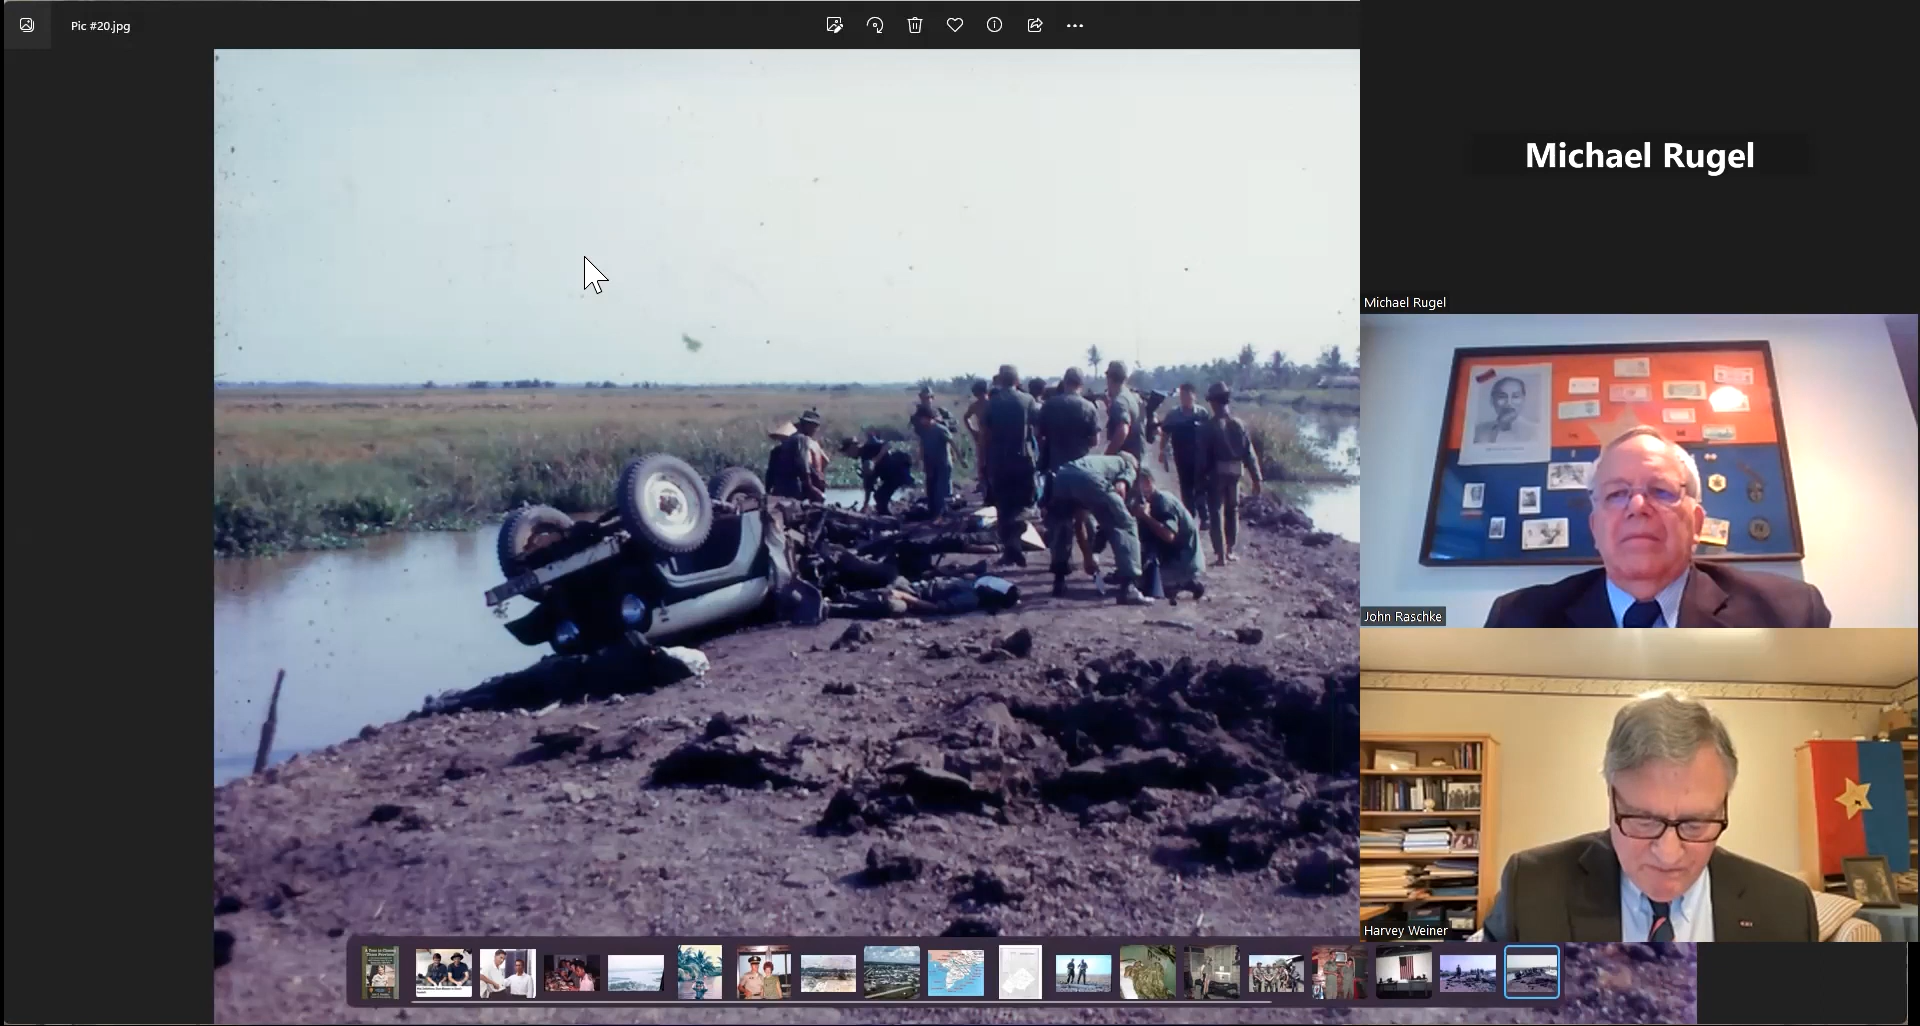 Pic #20.jpg
Michael Rugel
Michael Rugel
John Raschke
Harvey Weiner